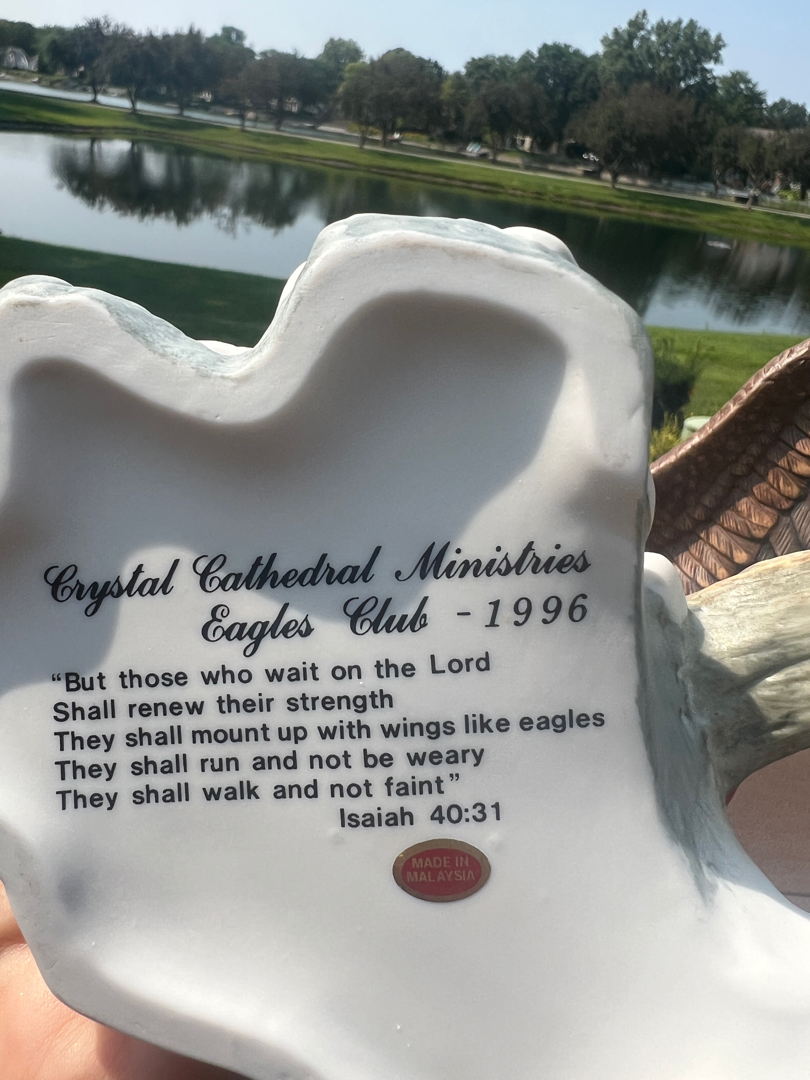 Crystal Cathedral Ministries
Eagles Club - 1996
“But those who wait on the Lord
Shall renew their strength
They shall mount up with wings like eagles
They shall run and not be weary
They shall walk and not faint”
Isaiah 40:31
MADE IN
MALAYSIA